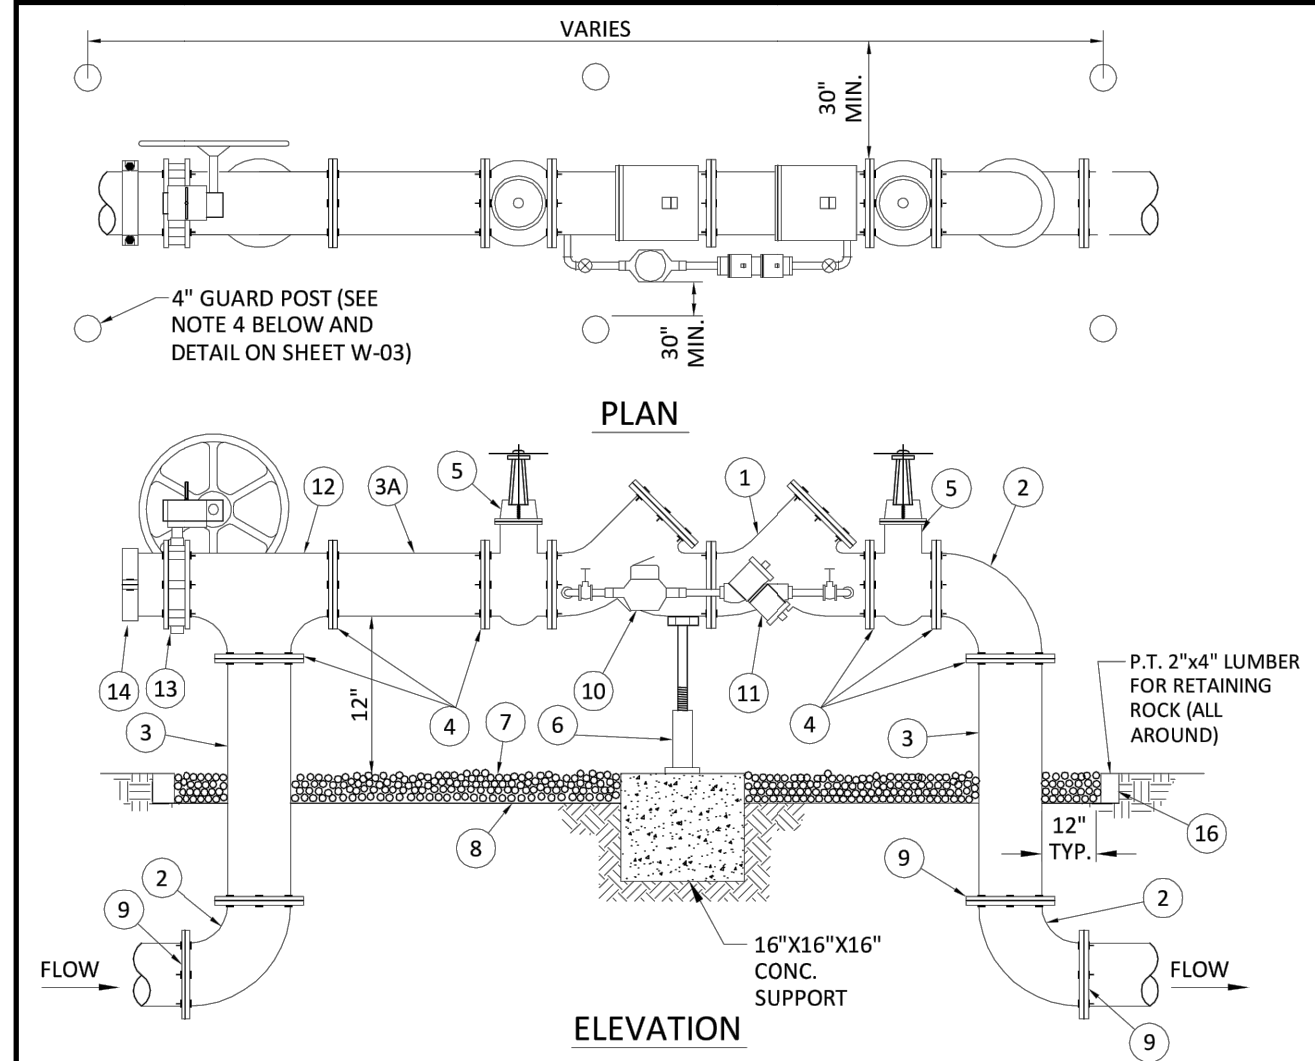 VARIES
30"
MIN.
4" GUARD POST (SEE
NOTE 4 BELOW AND
DETAIL ON SHEET W-03)
30"
MIN.
PLAN
12
3A
5
1
5
2
14
13
3
12"
4
7
10
6
11
4
3
P.T. 2"x4" LUMBER
FOR RETAINING
ROCK (ALL
AROUND)
8
12"
TYP.
16
2
9
9
2
16"X16"X16"
CONC.
SUPPORT
FLOW
FLOW
9
ELEVATION